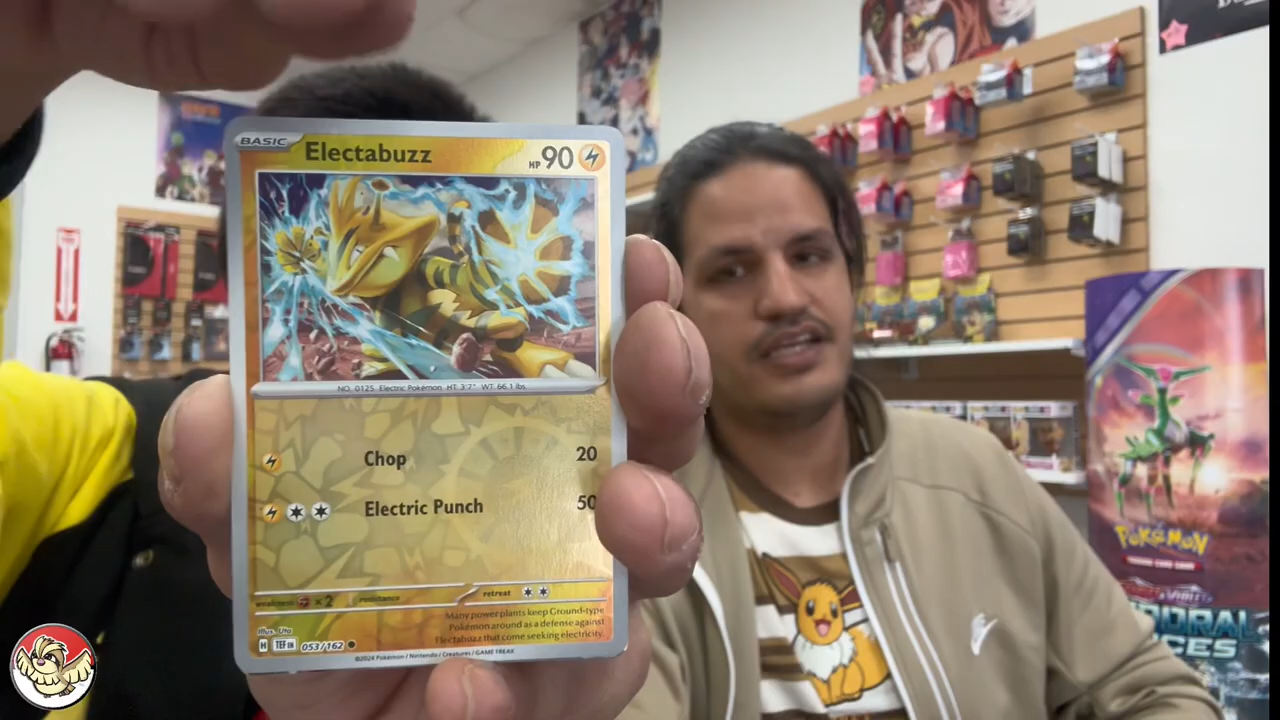 BASIC
Electabuzz
HP 90
NO. 0125 Electric Pokémon HT: 3'7" WT: 66.1 lbs.
Chop 20
Electric Punch 50
weakness ×2 resistance retreat
Many power plants keep Ground-type
Pokémon around as a defense against
Electabuzz that come seeking electricity.
Illus. Uta
H TEF EN 053/162
©2024 Pokémon / Nintendo / Creatures / GAME FREAK
POKÉMON